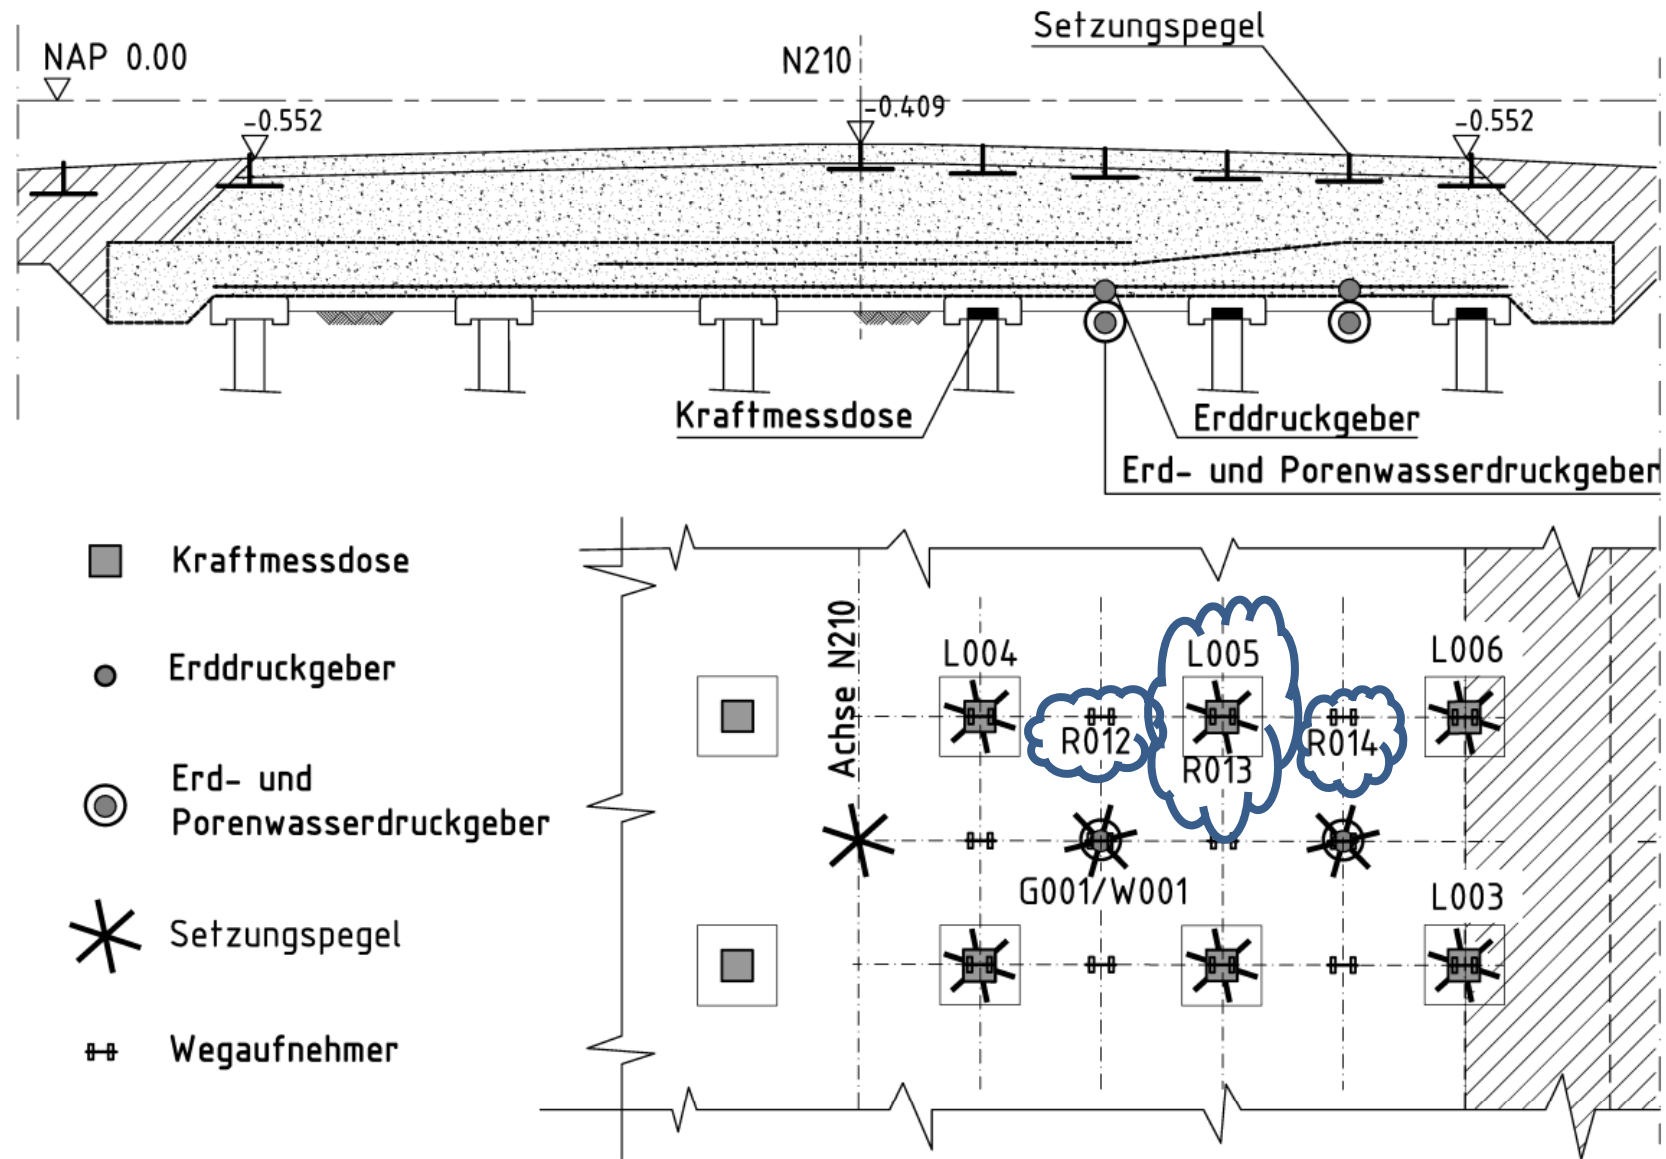 Setzungspegel
NAP 0.00
N210
-0.552
-0.409
-0.552
Kraftmessdose
Erddruckgeber
Erd- und Porenwasserdruckgeber
Kraftmessdose
Erddruckgeber
Erd- und
Porenwasserdruckgeber
Setzungspegel
Wegaufnehmer
Achse N210
L004
L005
L006
R012
R013
R014
G001/W001
L003